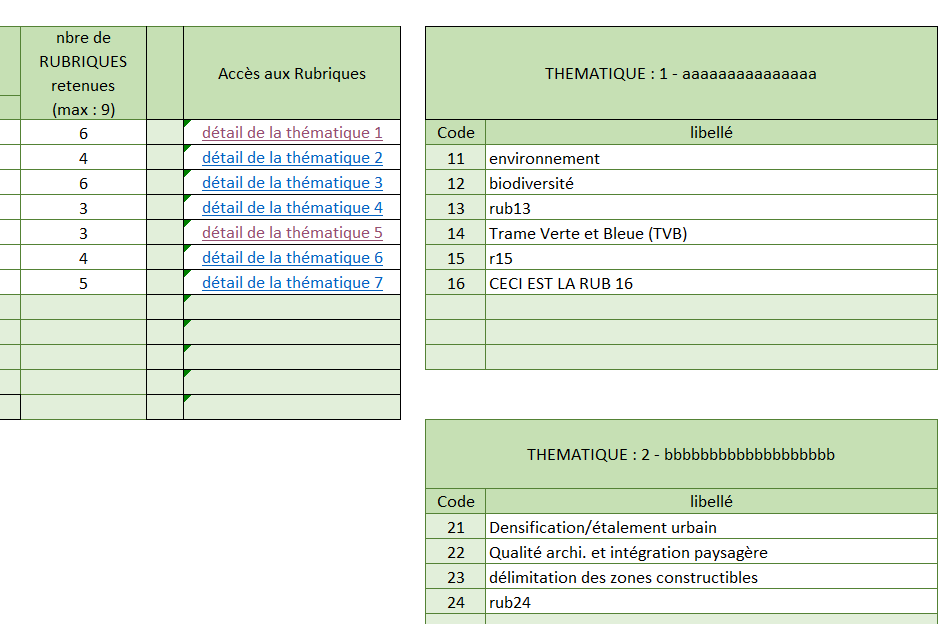 nbre de
RUBRIQUES
retenues
(max : 9)
Accès aux Rubriques
6 détail de la thématique 1
4 détail de la thématique 2
6 détail de la thématique 3
3 détail de la thématique 4
3 détail de la thématique 5
4 détail de la thématique 6
5 détail de la thématique 7
THEMATIQUE : 1 - aaaaaaaaaaaaaaa
Code libellé
11 environnement
12 biodiversité
13 rub13
14 Trame Verte et Bleue (TVB)
15 r15
16 CECI EST LA RUB 16
THEMATIQUE : 2 - bbbbbbbbbbbbbbbbbbb
Code libellé
21 Densification/étalement urbain
22 Qualité archi. et intégration paysagère
23 délimitation des zones constructibles
24 rub24